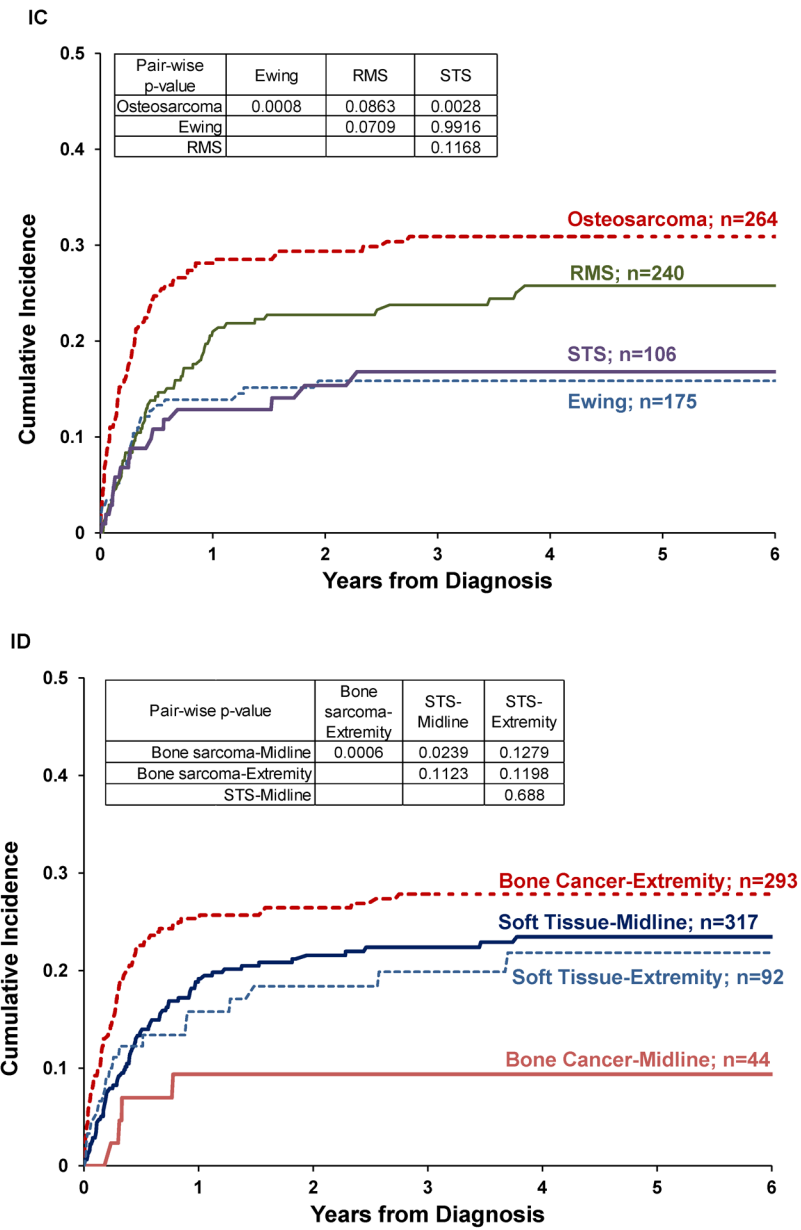 IC
0.5
0.4
0.3
0.2
0.1
0
Cumulative Incidence
Pair-wise p-value Ewing RMS STS
Osteosarcoma 0.0008 0.0863 0.0028
Ewing 0.0709 0.9916
RMS 0.1168
Osteosarcoma; n=264
RMS; n=240
STS; n=106
Ewing; n=175
0 1 2 3 4 5 6
Years from Diagnosis
ID
0.5
0.4
0.3
0.2
0.1
0
Cumulative Incidence
Pair-wise p-value Bone sarcoma-Extremity STS-Midline STS-Extremity
Bone sarcoma-Midline 0.0006 0.0239 0.1279
Bone sarcoma-Extremity 0.1123 0.1198
STS-Midline 0.688
Bone Cancer-Extremity; n=293
Soft Tissue-Midline; n=317
Soft Tissue-Extremity; n=92
Bone Cancer-Midline; n=44
0 1 2 3 4 5 6
Years from Diagnosis